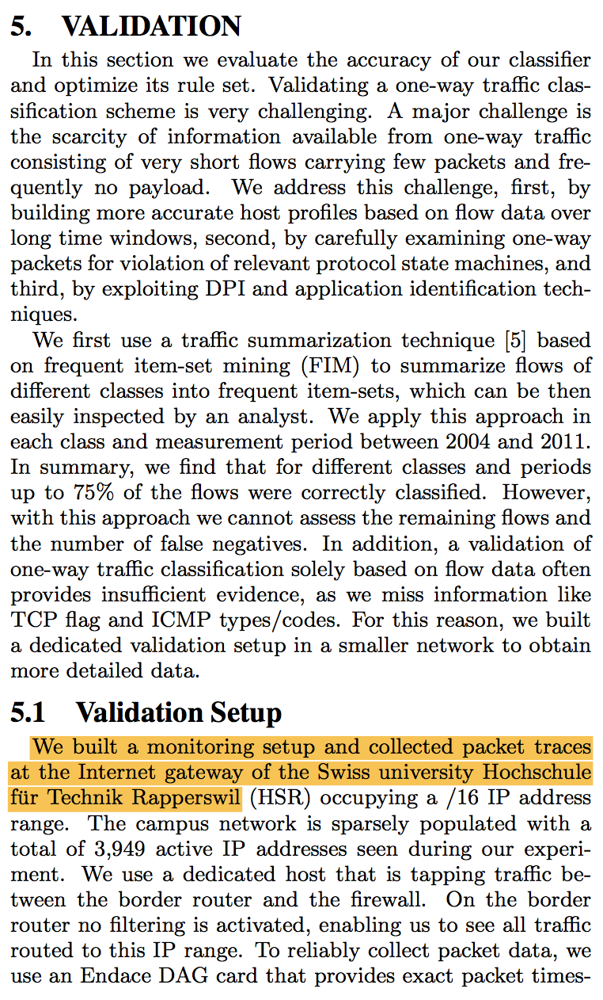 5. VALIDATION
In this section we evaluate the accuracy of our classifier
and optimize its rule set. Validating a one-way traffic clas-
sification scheme is very challenging. A major challenge is
the scarcity of information available from one-way traffic
consisting of very short flows carrying few packets and fre-
quently no payload. We address this challenge, first, by
building more accurate host profiles based on flow data over
long time windows, second, by carefully examining one-way
packets for violation of relevant protocol state machines, and
third, by exploiting DPI and application identification tech-
niques.
We first use a traffic summarization technique [5] based
on frequent item-set mining (FIM) to summarize flows of
different classes into frequent item-sets, which can be then
easily inspected by an analyst. We apply this approach in
each class and measurement period between 2004 and 2011.
In summary, we find that for different classes and periods
up to 75% of the flows were correctly classified. However,
with this approach we cannot assess the remaining flows and
the number of false negatives. In addition, a validation of
one-way traffic classification solely based on flow data often
provides insufficient evidence, as we miss information like
TCP flag and ICMP types/codes. For this reason, we built
a dedicated validation setup in a smaller network to obtain
more detailed data.
5.1 Validation Setup
We built a monitoring setup and collected packet traces
at the Internet gateway of the Swiss university Hochschule
für Technik Rapperswil (HSR) occupying a /16 IP address
range. The campus network is sparsely populated with a
total of 3,949 active IP addresses seen during our experi-
ment. We use a dedicated host that is tapping traffic be-
tween the border router and the firewall. On the border
router no filtering is activated, enabling us to see all traffic
routed to this IP range. To reliably collect packet data, we
use an Endace DAG card that provides exact packet times-